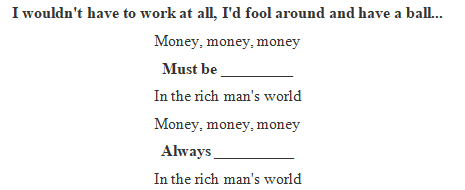 I wouldn't have to work at all, I'd fool around and have a ball...
Money, money, money
Must be _________
In the rich man's world
Money, money, money
Always __________
In the rich man's world